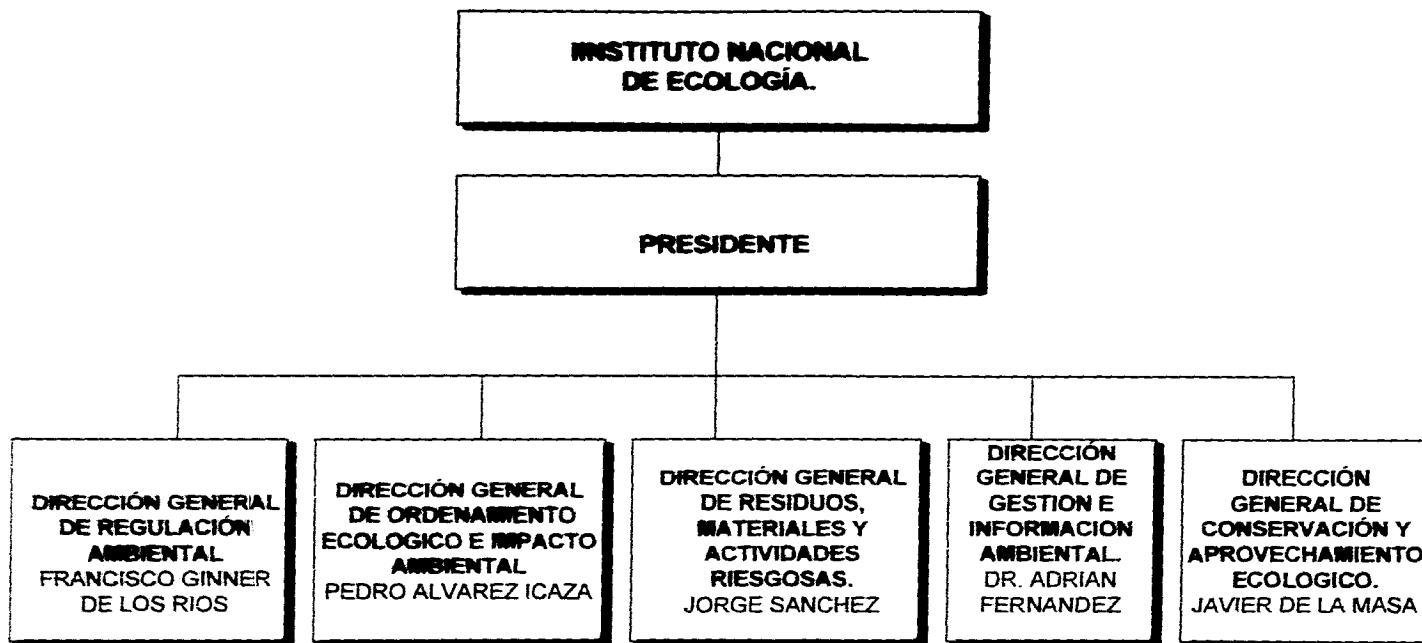 IINSTITUTO NACIONAL
DE ECOLOGÍA.
PRESIDENTE
DIRECCIÓN GENERAL
DE REGULACIÓN
AMBIENTAL
FRANCISCO GINNER
DE LOS RIOS
DIRECCIÓN GENERAL
DE ORDENAMIENTO
ECOLOGICO E IMPACTO
AMBIENTAL
PEDRO ALVAREZ ICAZA
DIRECCIÓN GENERAL
DE RESIDUOS,
MATERIALES Y
ACTIVIDADES
RIESGOSAS.
JORGE SANCHEZ
DIRECCIÓN
GENERAL DE
GESTION E
INFORMACION
AMBIENTAL.
DR. ADRIAN
FERNANDEZ
DIRECCIÓN
GENERAL DE
CONSERVACIÓN Y
APROVECHAMIENTO
ECOLOGICO.
JAVIER DE LA MASA